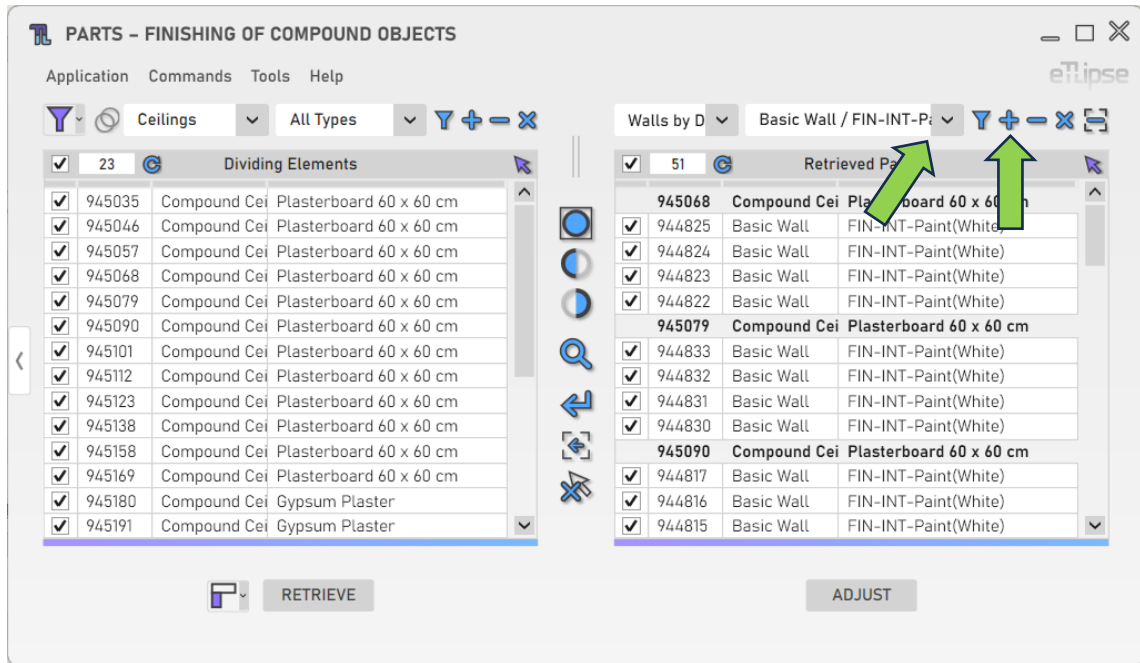 PARTS – FINISHING OF COMPOUND OBJECTS
Application Commands Tools Help
eTLipse
Ceilings All Types
Walls by D Basic Wall / FIN-INT-Pa
23 Dividing Elements
945035 Compound Cei Plasterboard 60 x 60 cm
945046 Compound Cei Plasterboard 60 x 60 cm
945057 Compound Cei Plasterboard 60 x 60 cm
945068 Compound Cei Plasterboard 60 x 60 cm
945079 Compound Cei Plasterboard 60 x 60 cm
945090 Compound Cei Plasterboard 60 x 60 cm
945101 Compound Cei Plasterboard 60 x 60 cm
945112 Compound Cei Plasterboard 60 x 60 cm
945123 Compound Cei Plasterboard 60 x 60 cm
945138 Compound Cei Plasterboard 60 x 60 cm
945158 Compound Cei Plasterboard 60 x 60 cm
945169 Compound Cei Plasterboard 60 x 60 cm
945180 Compound Cei Gypsum Plaster
945191 Compound Cei Gypsum Plaster
51 Retrieved Pa
945068 Compound Cei Plasterboard 60 x 60 cm
944825 Basic Wall FIN-INT-Paint(White)
944824 Basic Wall FIN-INT-Paint(White)
944823 Basic Wall FIN-INT-Paint(White)
944822 Basic Wall FIN-INT-Paint(White)
945079 Compound Cei Plasterboard 60 x 60 cm
944833 Basic Wall FIN-INT-Paint(White)
944832 Basic Wall FIN-INT-Paint(White)
944831 Basic Wall FIN-INT-Paint(White)
944830 Basic Wall FIN-INT-Paint(White)
945090 Compound Cei Plasterboard 60 x 60 cm
944817 Basic Wall FIN-INT-Paint(White)
944816 Basic Wall FIN-INT-Paint(White)
944815 Basic Wall FIN-INT-Paint(White)
RETRIEVE
ADJUST